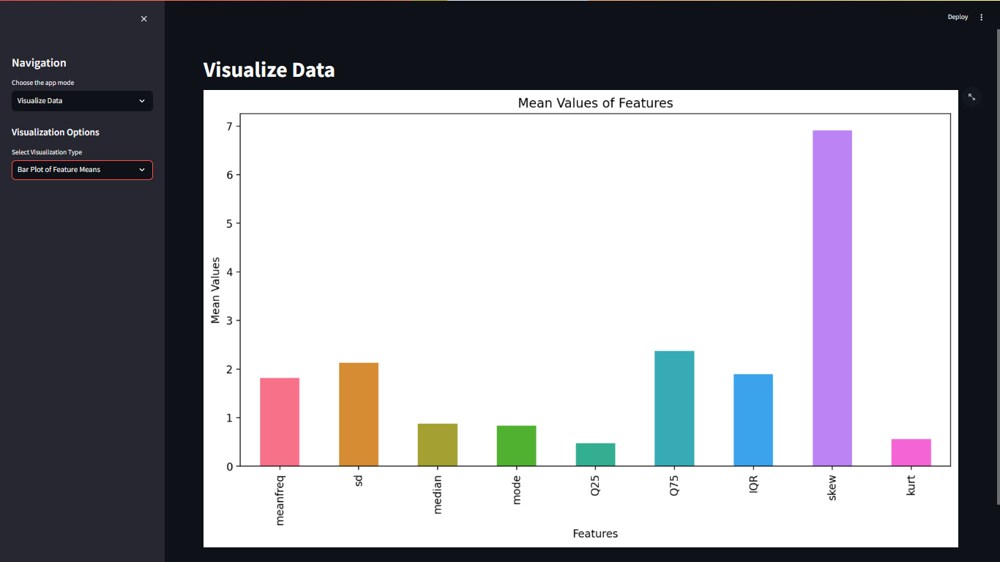 Deploy
Navigation
Choose the app mode
Visualize Data
Visualization Options
Select Visualization Type
Bar Plot of Feature Means
Visualize Data
Mean Values of Features
Mean Values
7
6
5
4
3
2
1
0
meanfreq
sd
median
mode
Q25
Q75
IQR
skew
kurt
Features